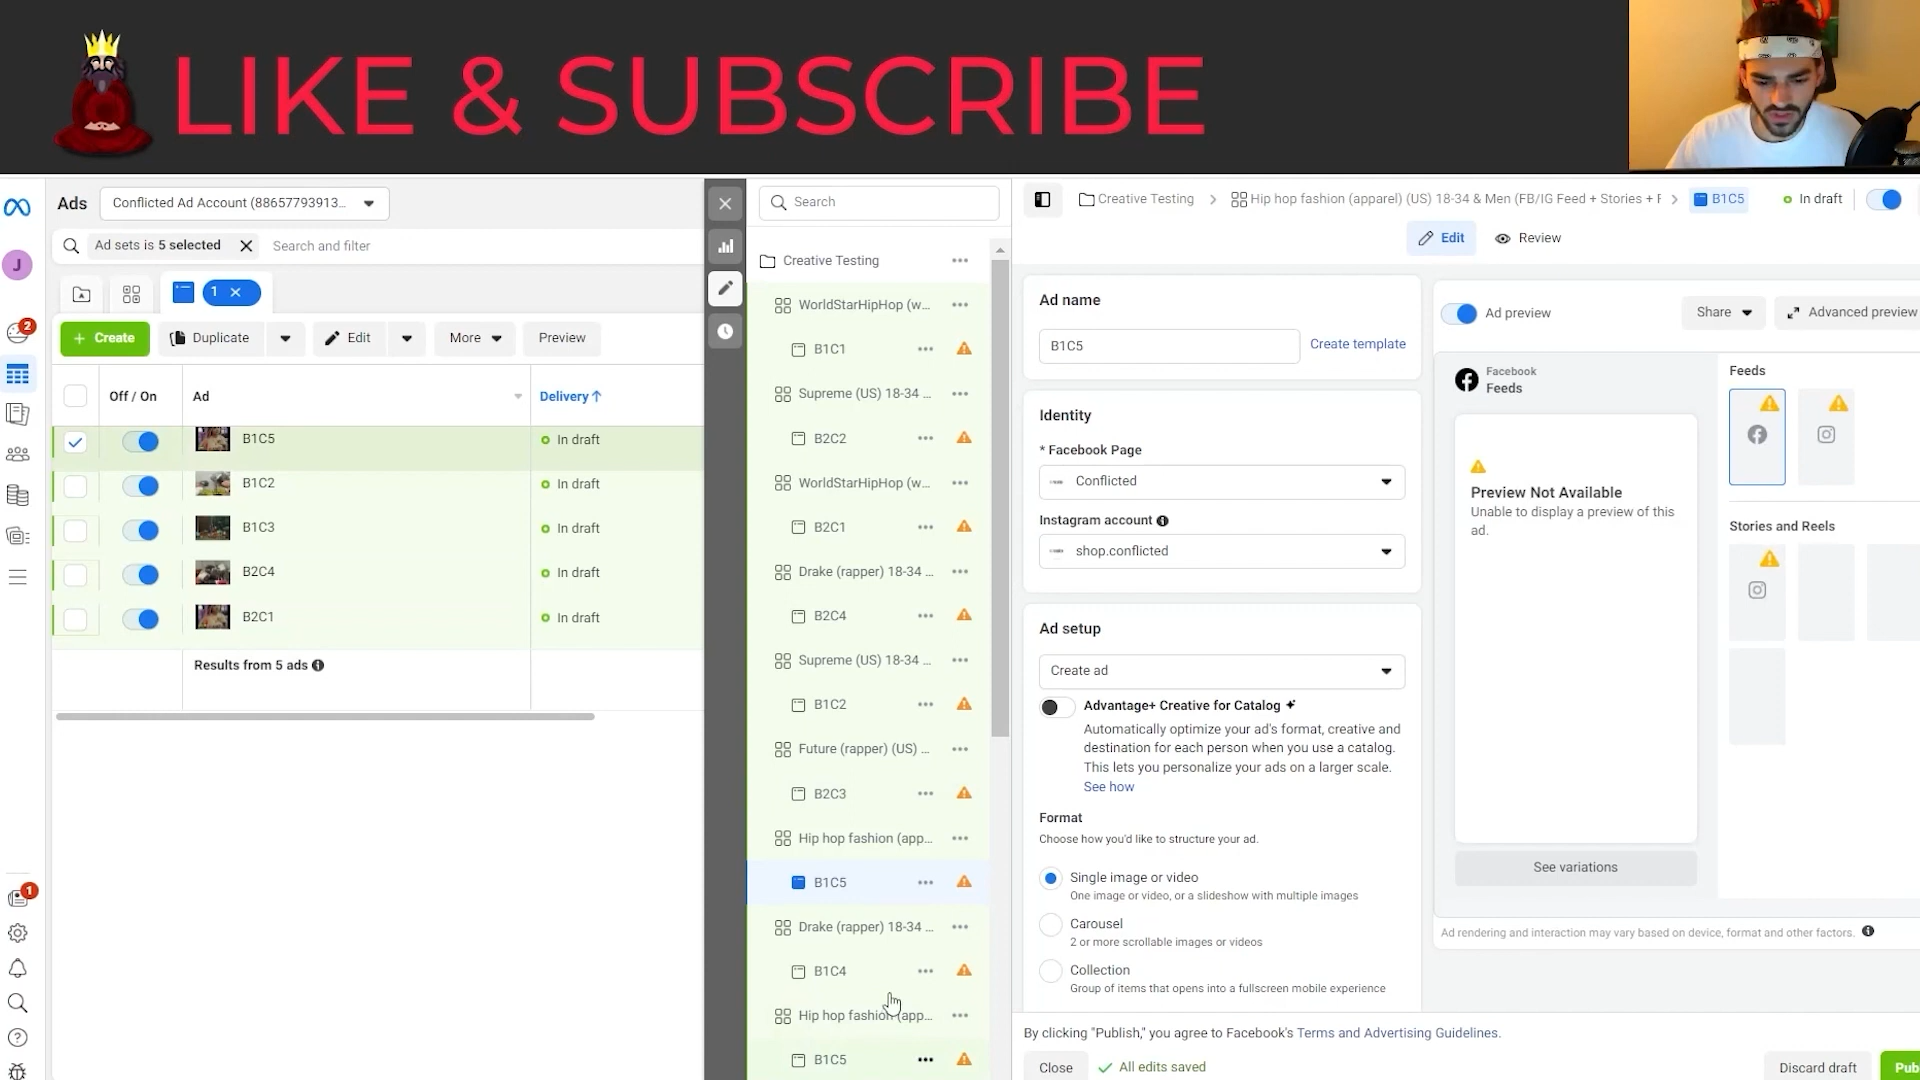 LIKE & SUBSCRIBE
Ads
Conflicted Ad Account (88657793913...
Ad sets is 5 selected
Search and filter
1
Create
Duplicate
Edit
More
Preview
Off / On
Ad
Delivery↑
B1C5
In draft
B1C2
In draft
B1C3
In draft
B2C4
In draft
B2C1
In draft
Results from 5 ads
J
2
1
Search
Creative Testing
WorldStarHipHop (w...
B1C1
Supreme (US) 18-34 ...
B2C2
WorldStarHipHop (w...
B2C1
Drake (rapper) 18-34 ...
B2C4
Supreme (US) 18-34 ...
B1C2
Future (rapper) (US) ...
B2C3
Hip hop fashion (app...
B1C5
Drake (rapper) 18-34 ...
B1C4
Hip hop fashion (app...
B1C5
Creative Testing
Hip hop fashion (apparel) (US) 18-34 & Men (FB/IG Feed + Stories + F
B1C5
In draft
Edit
Review
Ad name
B1C5
Create template
Identity
* Facebook Page
Conflicted
Instagram account
shop.conflicted
Ad setup
Create ad
Advantage+ Creative for Catalog
Automatically optimize your ad's format, creative and
destination for each person when you use a catalog.
This lets you personalize your ads on a larger scale.
See how
Format
Choose how you'd like to structure your ad.
Single image or video
One image or video, or a slideshow with multiple images
Carousel
2 or more scrollable images or videos
Collection
Group of items that opens into a fullscreen mobile experience
Ad preview
Share
Advanced preview
Facebook
Feeds
Preview Not Available
Unable to display a preview of this
ad.
See variations
Feeds
Stories and Reels
Ad rendering and interaction may vary based on device, format and other factors.
By clicking "Publish," you agree to Facebook's Terms and Advertising Guidelines.
Close
All edits saved
Discard draft
Pub